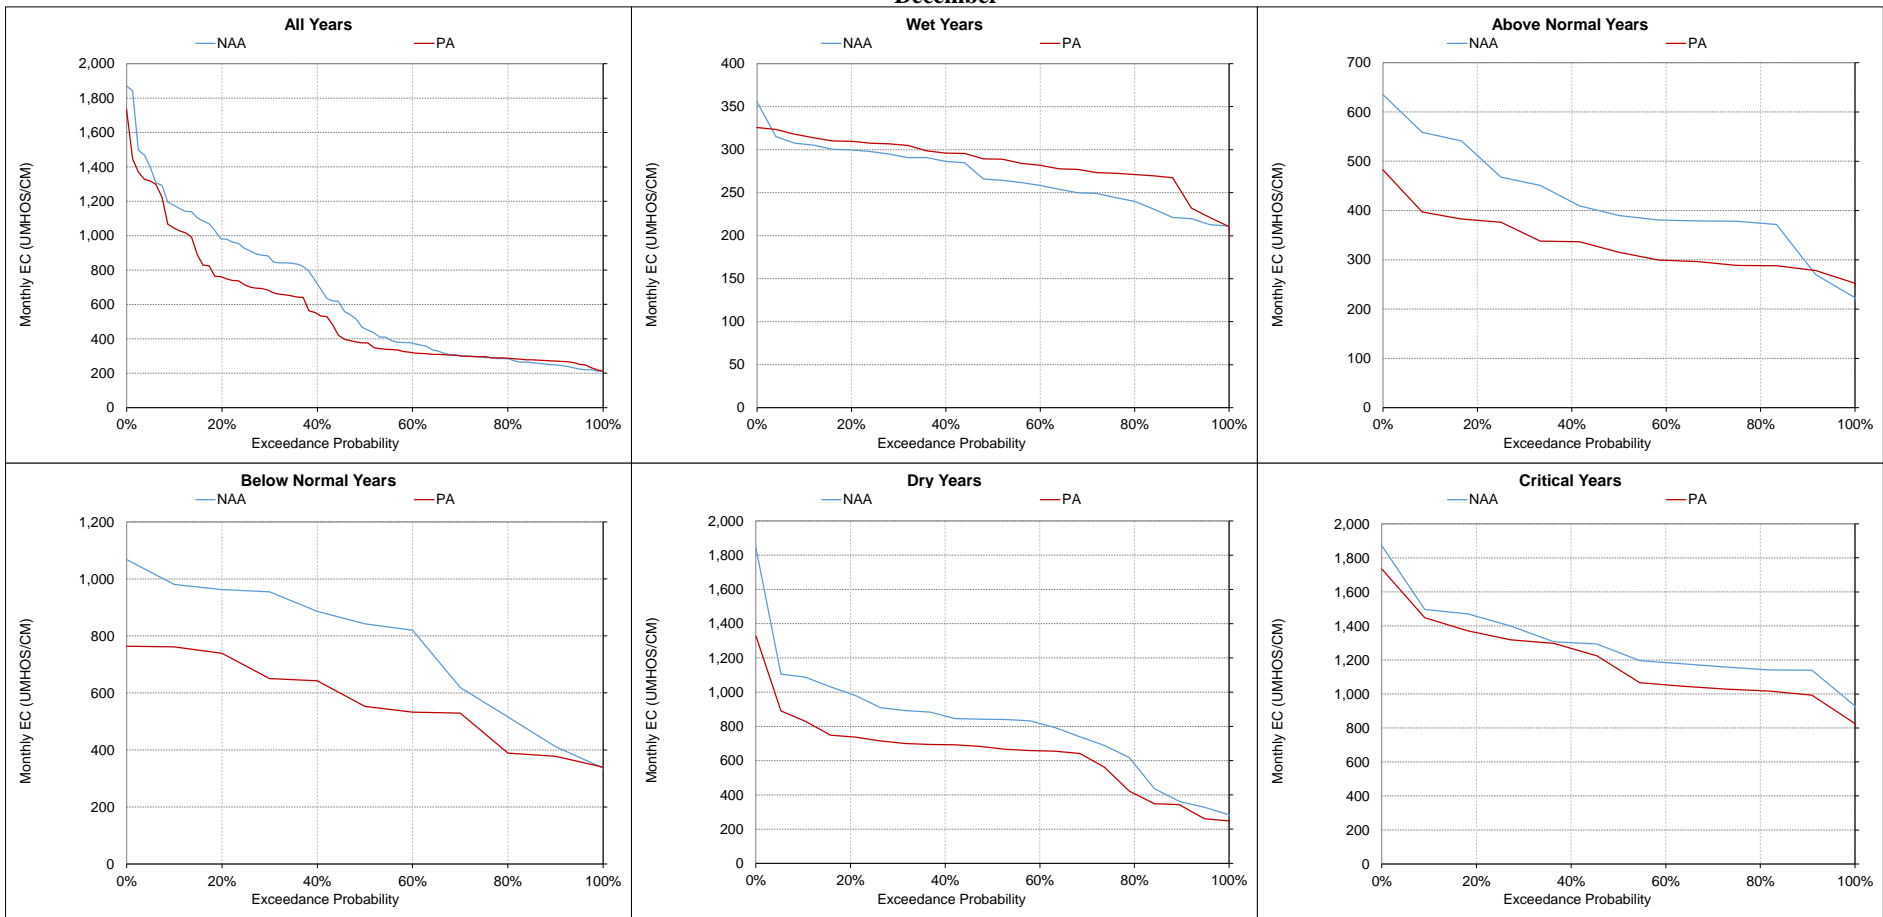 December
All Years
NAA PA
2,000
1,800
1,600
1,400
1,200
1,000
800
600
400
200
0
Monthly EC (UMHOS/CM)
0% 20% 40% 60% 80% 100%
Exceedance Probability
Wet Years
NAA PA
400
350
300
250
200
150
100
50
0
Monthly EC (UMHOS/CM)
0% 20% 40% 60% 80% 100%
Exceedance Probability
Above Normal Years
NAA PA
700
600
500
400
300
200
100
0
Monthly EC (UMHOS/CM)
0% 20% 40% 60% 80% 100%
Exceedance Probability
Below Normal Years
NAA PA
1,200
1,000
800
600
400
200
0
Monthly EC (UMHOS/CM)
0% 20% 40% 60% 80% 100%
Exceedance Probability
Dry Years
NAA PA
2,000
1,800
1,600
1,400
1,200
1,000
800
600
400
200
0
Monthly EC (UMHOS/CM)
0% 20% 40% 60% 80% 100%
Exceedance Probability
Critical Years
NAA PA
2,000
1,800
1,600
1,400
1,200
1,000
800
600
400
200
0
Monthly EC (UMHOS/CM)
0% 20% 40% 60% 80% 100%
Exceedance Probability